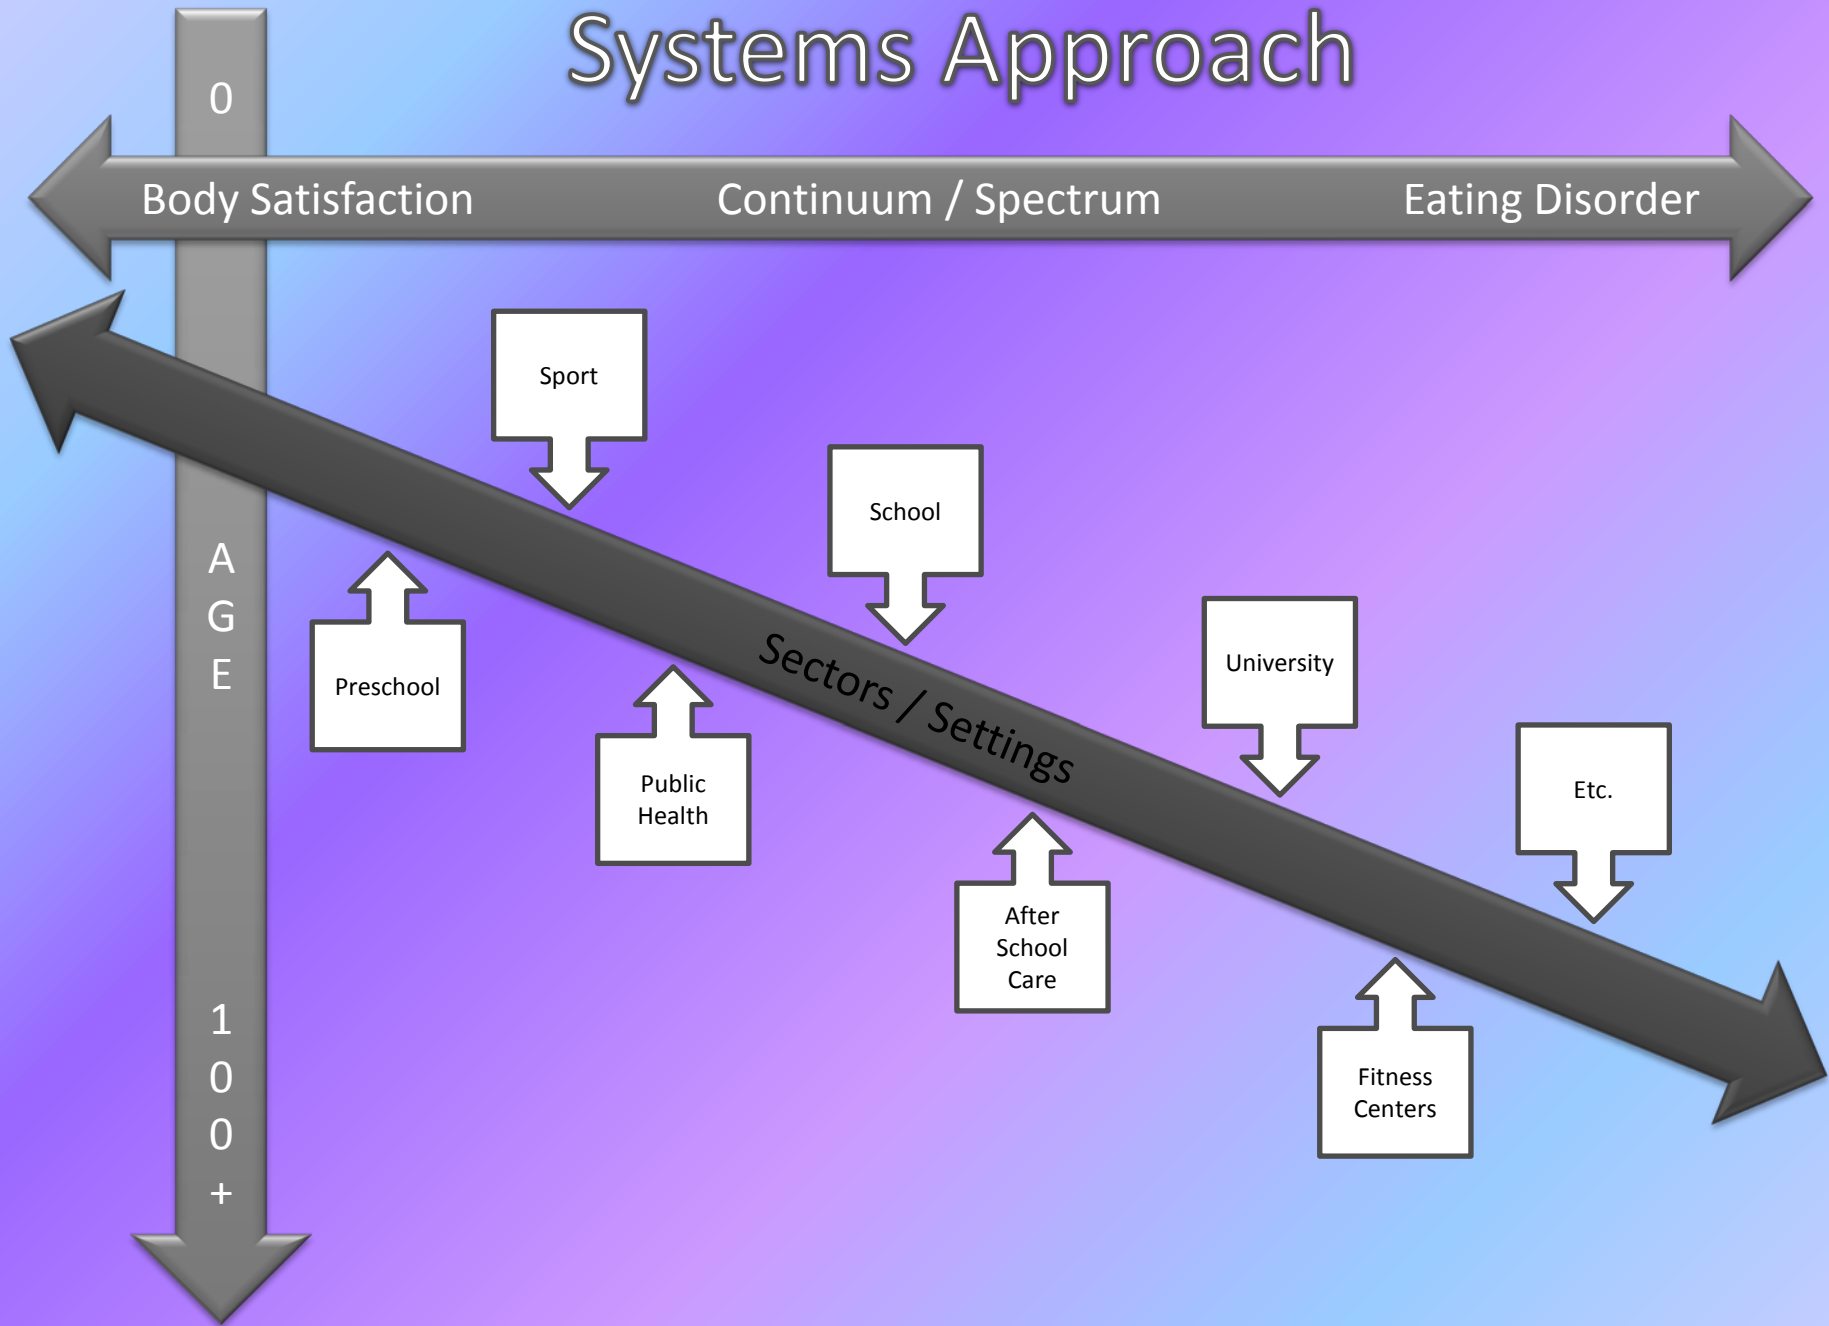 Systems Approach
0
Body Satisfaction Continuum / Spectrum Eating Disorder
Sport
School
A
G
E
Sectors / Settings
University
Preschool
Public
Health
Etc.
After
School
Care
1
0
0
+
Fitness
Centers